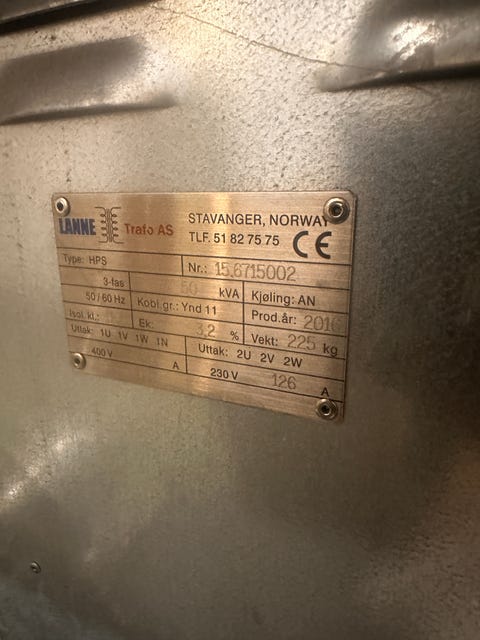 LANNE Trafo AS
STAVANGER, NORWAY
TLF. 51 82 75 75 CE
Type: HPS Nr.: 15.6715002
3-fas 50 kVA Kjøling: AN
50/60 Hz Kobl.gr.: Ynd 11 Prod.år: 2016
Isol. kl.: Ek: 3,2 % Vekt: 225 kg
Uttak: 1U 1V 1W 1N Uttak: 2U 2V 2W
400 V A 230 V 126 A